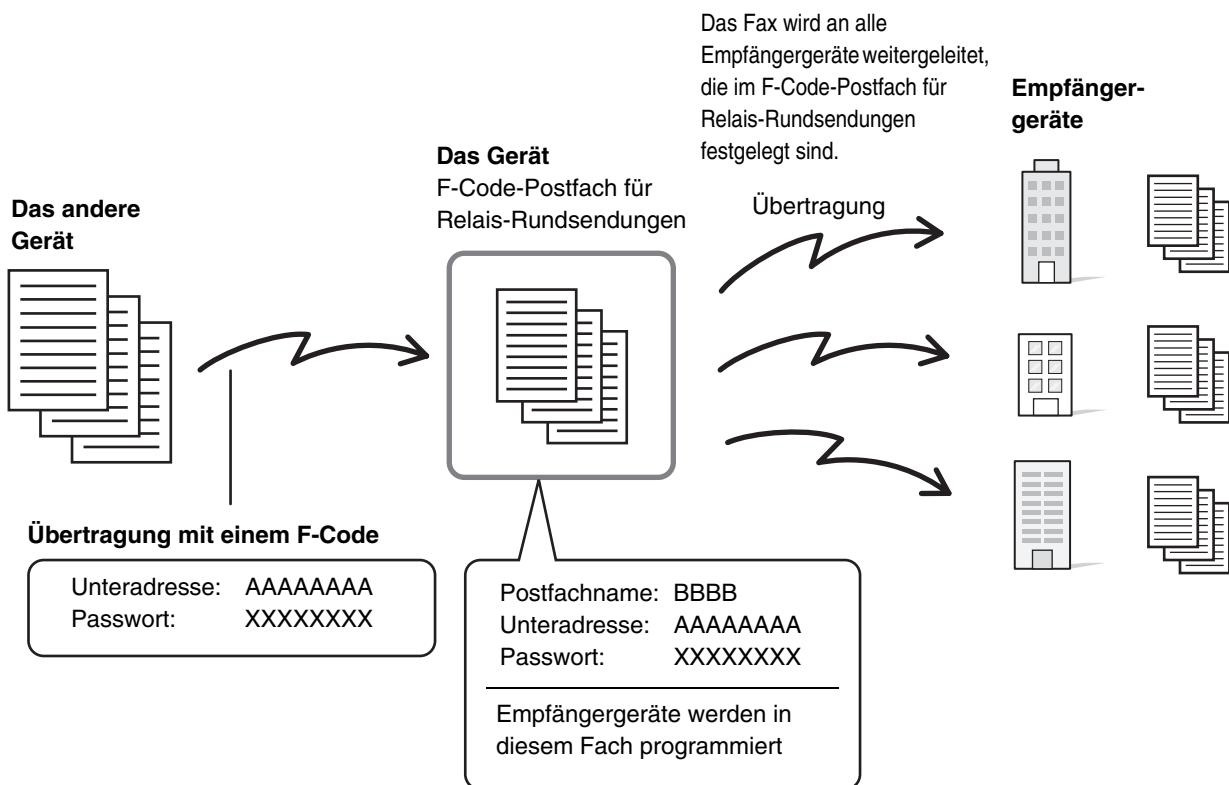 Das Fax wird an alle
Empfängergeräte weitergeleitet,
die im F-Code-Postfach für
Relais-Rundsendungen
festgelegt sind.
Empfänger-
geräte
Das Gerät
F-Code-Postfach für
Relais-Rundsendungen
Übertragung
Das andere
Gerät
Übertragung mit einem F-Code
Unteradresse: AAAAAAAA
Passwort: XXXXXXXX
Postfachname: BBBB
Unteradresse: AAAAAAAA
Passwort: XXXXXXXX
Empfängergeräte werden in
diesem Fach programmiert